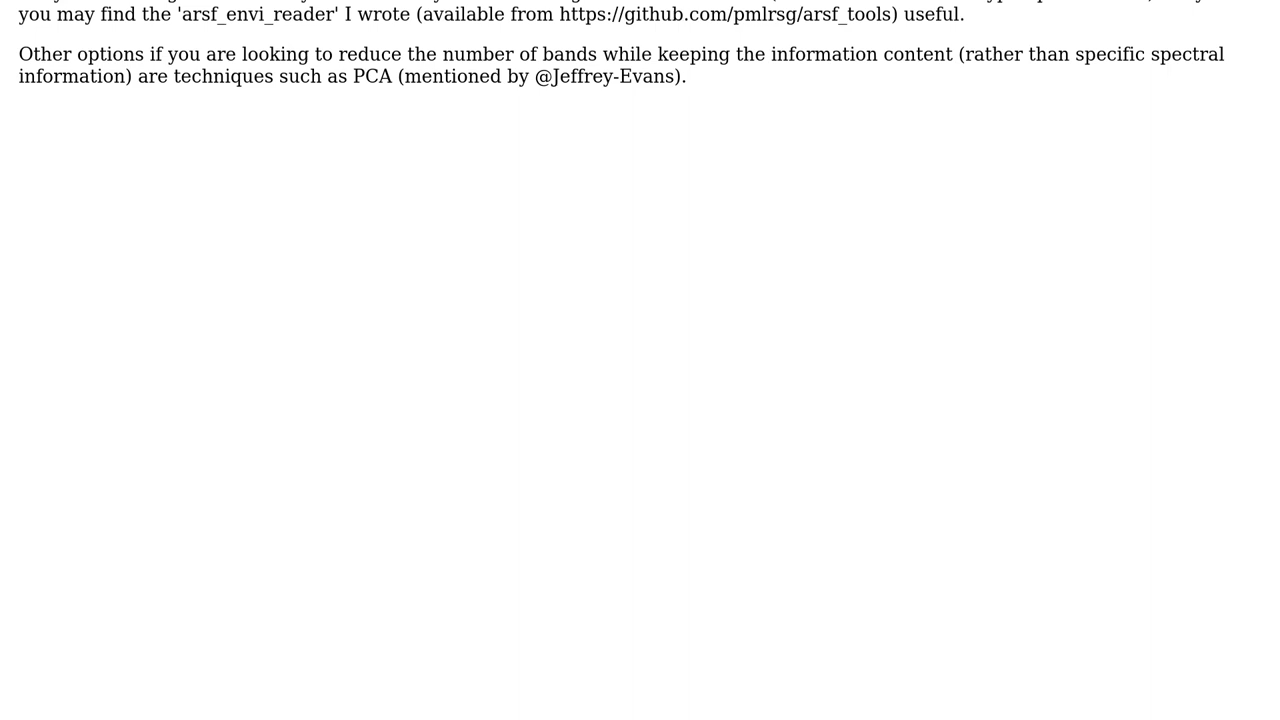 you may find the 'arsf_envi_reader' I wrote (available from https://github.com/pmlrsg/arsf_tools) useful.
Other options if you are looking to reduce the number of bands while keeping the information content (rather than specific spectral
information) are techniques such as PCA (mentioned by @Jeffrey-Evans).